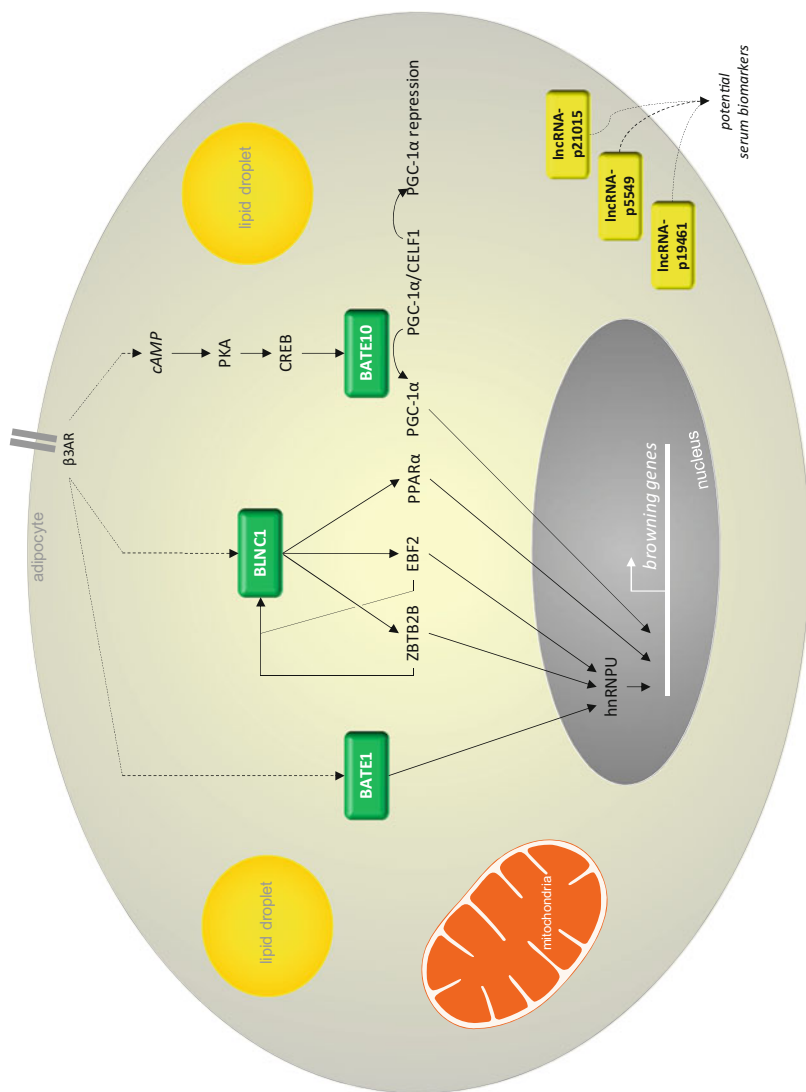 adipocyte
β3AR
lipid droplet
lipid droplet
cAMP
PKA
CREB
BATE1
BLNC1
BATE10
ZBTB2B
EBF2
PPARα
PGC-1α
PGC-1α/CELF1
PGC-1α repression
hnRNPU
browning genes
nucleus
mitochondria
lncRNA-
p19461
lncRNA-
p5549
lncRNA-
p21015
potential
serum biomarkers